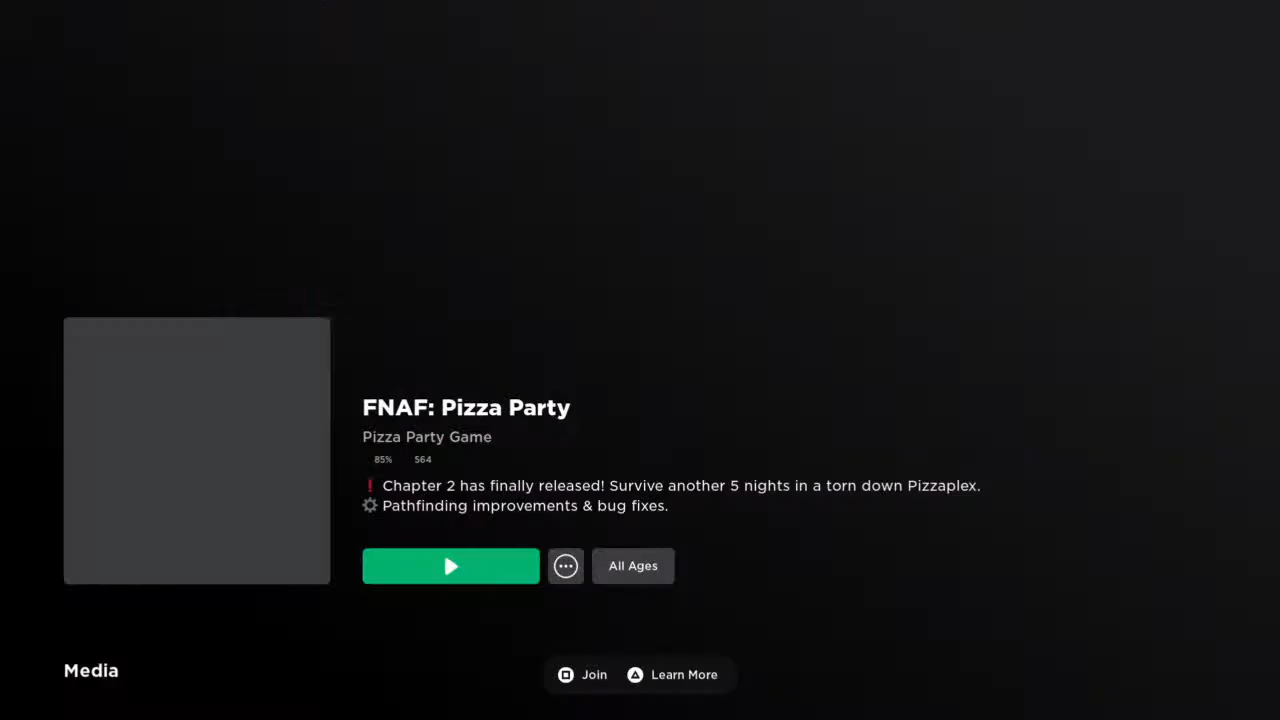 FNAF: Pizza Party
Pizza Party Game
85% 564
❗ Chapter 2 has finally released! Survive another 5 nights in a torn down Pizzaplex.
⚙ Pathfinding improvements & bug fixes.
All Ages
Media
Join Learn More